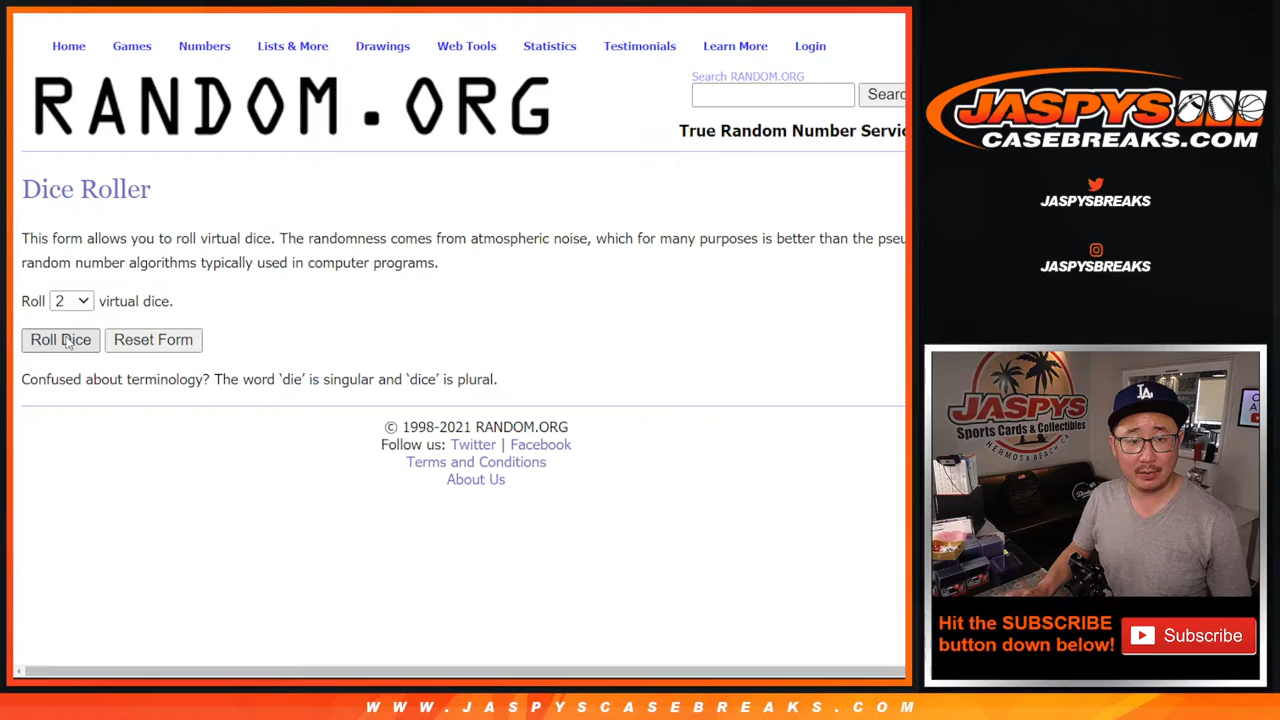 Home Games Numbers Lists & More Drawings Web Tools Statistics Testimonials Learn More Login
RANDOM.ORG
Search RANDOM.ORG
Searc
True Random Number Servic
Dice Roller
This form allows you to roll virtual dice. The randomness comes from atmospheric noise, which for many purposes is better than the pseu
random number algorithms typically used in computer programs.
Roll 2 virtual dice.
Roll Dice Reset Form
Confused about terminology? The word ‘die’ is singular and ‘dice’ is plural.
© 1998-2021 RANDOM.ORG
Follow us: Twitter | Facebook
Terms and Conditions
About Us
JASPYS
CASEBREAKS.COM
JASPYSBREAKS
JASPYSBREAKS
JASPYS
Sports Cards & Collectibles
HERMOSA BEACH, CA
LA
Hit the SUBSCRIBE
button down below!
Subscribe
WWW.JASPYSCASEBREAKS.COM